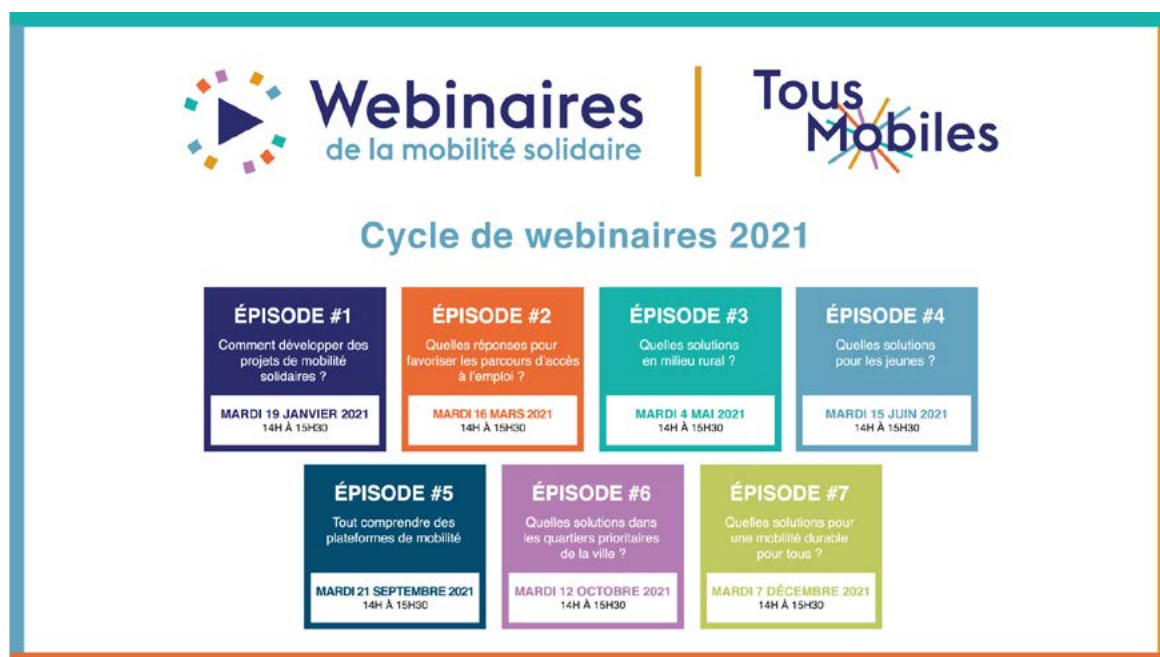 Webinaires
de la mobilité solidaire
Tous
Mobiles
Cycle de webinaires 2021
ÉPISODE #1
Comment développer des
projets de mobilité
solidaires ?
MARDI 19 JANVIER 2021
14H À 15H30
ÉPISODE #2
Quelles réponses pour
favoriser les parcours d'accès
à l'emploi ?
MARDI 16 MARS 2021
14H À 15H30
ÉPISODE #3
Quelles solutions
en milieu rural ?
MARDI 4 MAI 2021
14H À 15H30
ÉPISODE #4
Quelles solutions
pour les jeunes ?
MARDI 15 JUIN 2021
14H À 15H30
ÉPISODE #5
Tout comprendre des
plateformes de mobilité
MARDI 21 SEPTEMBRE 2021
14H À 15H30
ÉPISODE #6
Quelles solutions dans
les quartiers prioritaires
de la ville ?
MARDI 12 OCTOBRE 2021
14H À 15H30
ÉPISODE #7
Quelles solutions pour
une mobilité durable
pour tous ?
MARDI 7 DÉCEMBRE 2021
14H À 15H30